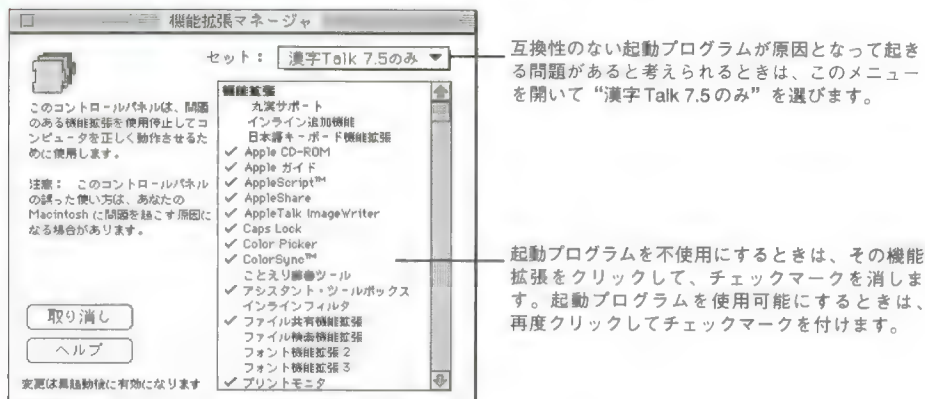 機能拡張マネージャ
セット： 漢字Talk 7.5のみ
このコントロールパネルは、問題
のある機能拡張を使用停止してコ
ンピュータを正しく動作させるた
めに使用します。
注意： このコントロールパネル
の誤った使い方は、あなたの
Macintosh に問題を起こす原因に
なる場合があります。
取り消し
ヘルプ
変更は再起動後に有効になります
機能拡張
九漢サポート
インライン追加機能
日本語キーボード機能拡張
✓ Apple CD-ROM
✓ Apple ガイド
✓ AppleScript™
✓ AppleShare
✓ AppleTalk ImageWriter
✓ Caps Lock
✓ Color Picker
✓ ColorSync™
ことえり辞書ツール
✓ アシスタント・ツールボックス
インラインフィルタ
✓ ファイル共有機能拡張
ファイル検索機能拡張
フォント機能拡張 2
フォント機能拡張 3
✓ プリントモニタ
互換性のない起動プログラムが原因となって起き
る問題があると考えられるときは、このメニュー
を開いて“漢字Talk 7.5のみ”を選びます。
起動プログラムを不使用にするときは、その機能
拡張をクリックして、チェックマークを消しま
す。起動プログラムを使用可能にするときは、
再度クリックしてチェックマークを付けます。